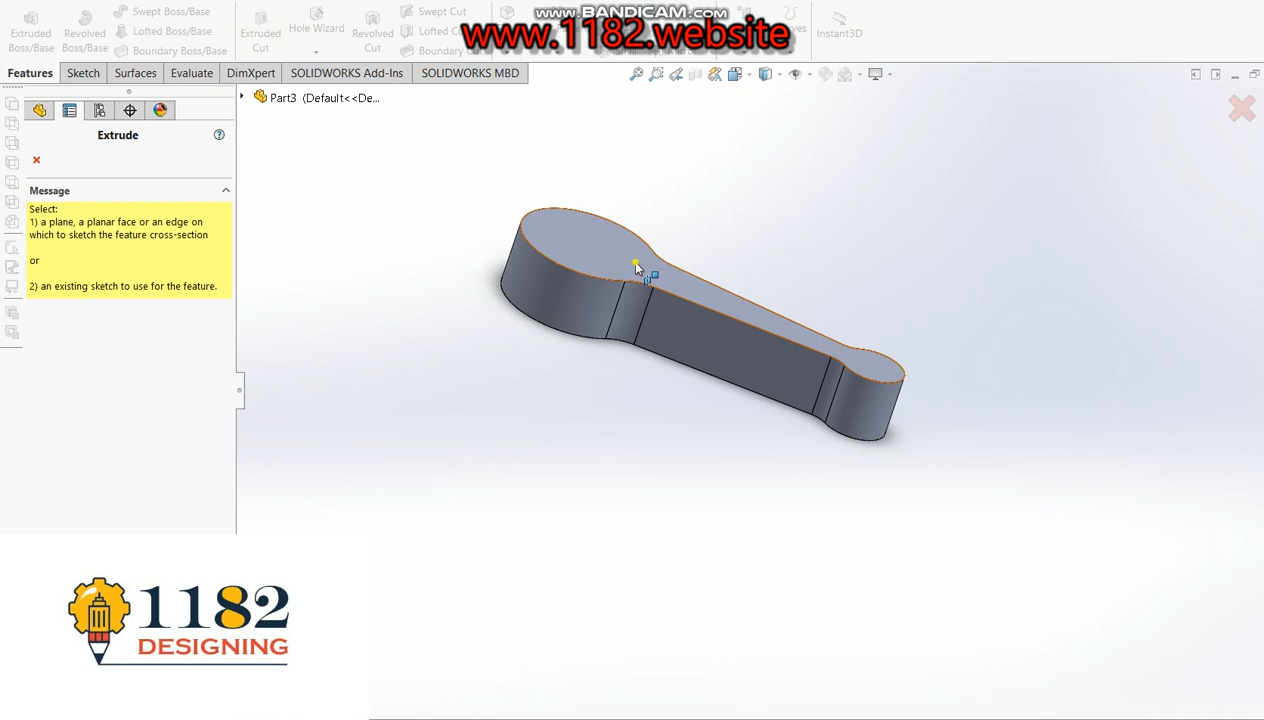 www.BANDICAM.com
www.1182.website
Extruded
Boss/Base
Revolved
Boss/Base
Swept Boss/Base
Lofted Boss/Base
Boundary Boss/Base
Extruded
Cut
Hole Wizard
Revolved
Cut
Swept Cut
Lofted Cut
Boundary Cut
Instant3D
Features
Sketch
Surfaces
Evaluate
DimXpert
SOLIDWORKS Add-Ins
SOLIDWORKS MBD
Part3 (Default<<De...
Extrude
Message
Select:
1) a plane, a planar face or an edge on
which to sketch the feature cross-section
or
2) an existing sketch to use for the feature.
1182
DESIGNING